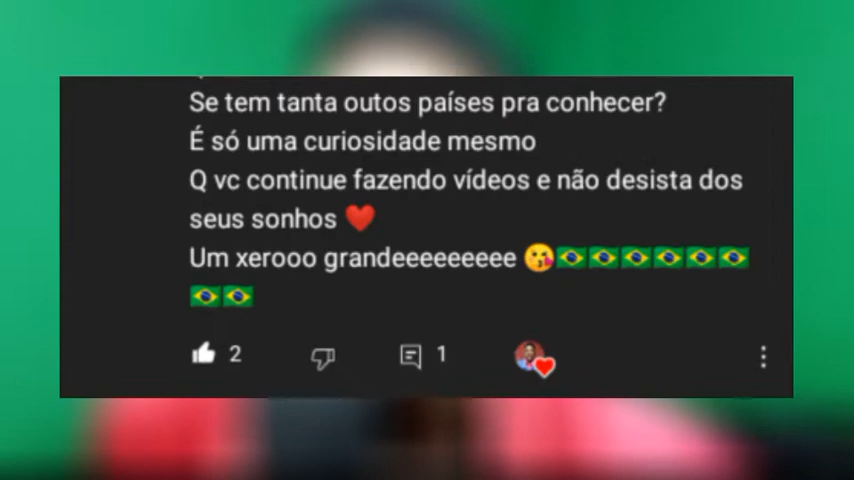 Se tem tanta outos países pra conhecer?
É só uma curiosidade mesmo
Q vc continue fazendo vídeos e não desista dos
seus sonhos ❤️
Um xerooo grandeeeeeeeeee 😘🇧🇷🇧🇷🇧🇷🇧🇷🇧🇷🇧🇷
🇧🇷🇧🇷
2
1